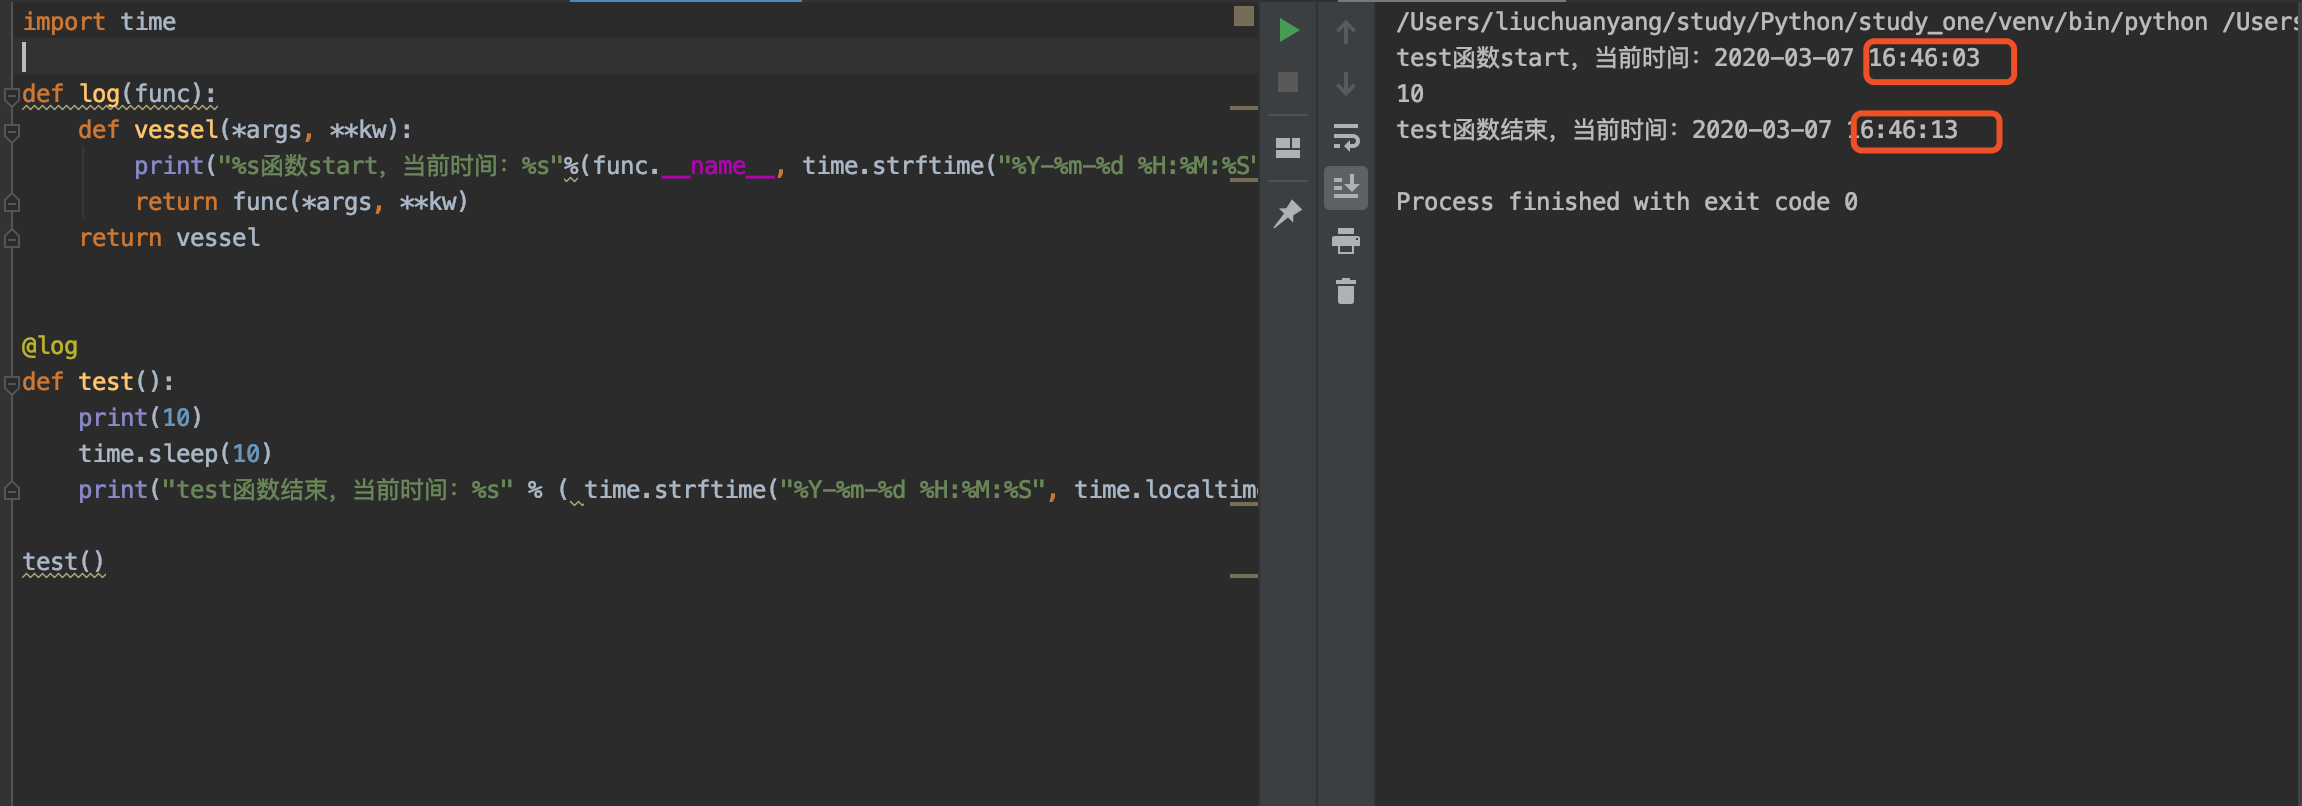 import time
def log(func):
def vessel(*args, **kw):
print("%s函数start, 当前时间: %s"%(func.__name__, time.strftime("%Y-%m-%d %H:%M:%S"
return func(*args, **kw)
return vessel
@log
def test():
print(10)
time.sleep(10)
print("test函数结束, 当前时间: %s" % ( time.strftime("%Y-%m-%d %H:%M:%S", time.localtim
test()
/Users/liuchuanyang/study/Python/study_one/venv/bin/python /Users
test函数start, 当前时间: 2020-03-07 16:46:03
10
test函数结束, 当前时间: 2020-03-07 16:46:13
Process finished with exit code 0